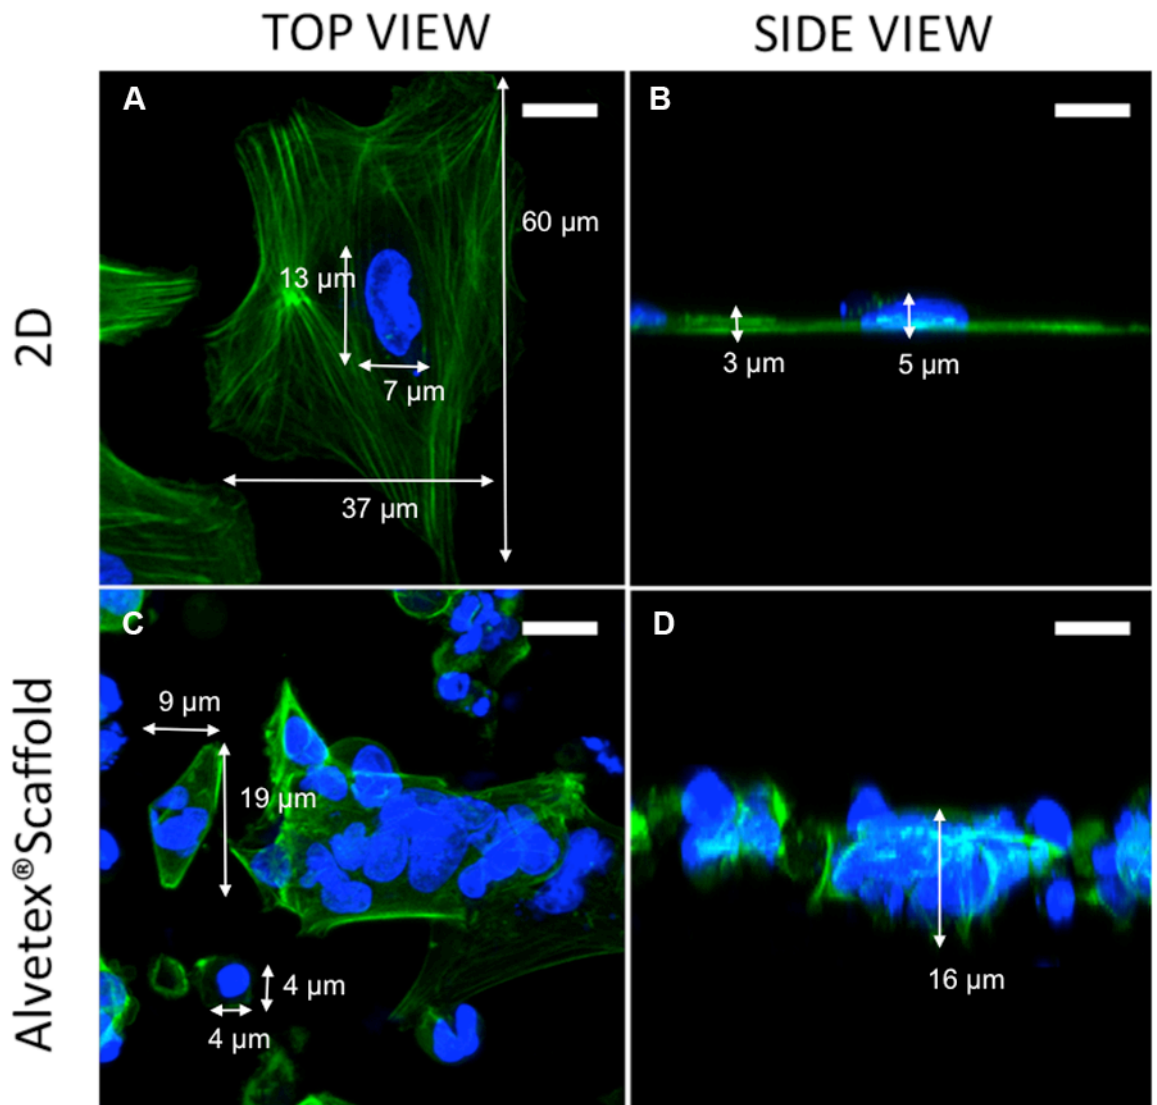 TOP VIEW
SIDE VIEW
2D
Alvetex®Scaffold
A
60 µm
13 µm
7 µm
37 µm
B
3 µm
5 µm
C
9 µm
19 µm
4 µm
4 µm
D
16 µm